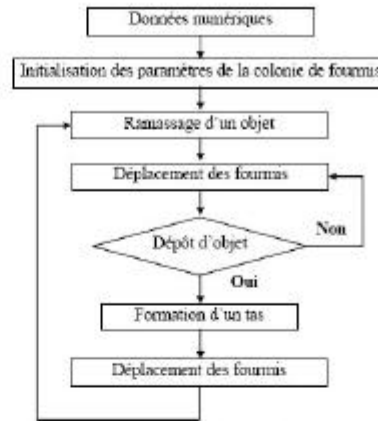 Données numériques
Initialisation des paramètres de la colonie de fourmis
Ramassage d'un objet
Déplacement des fourmis
Dépôt d'objet
Non
Oui
Formation d'un tas
Déplacement des fourmis